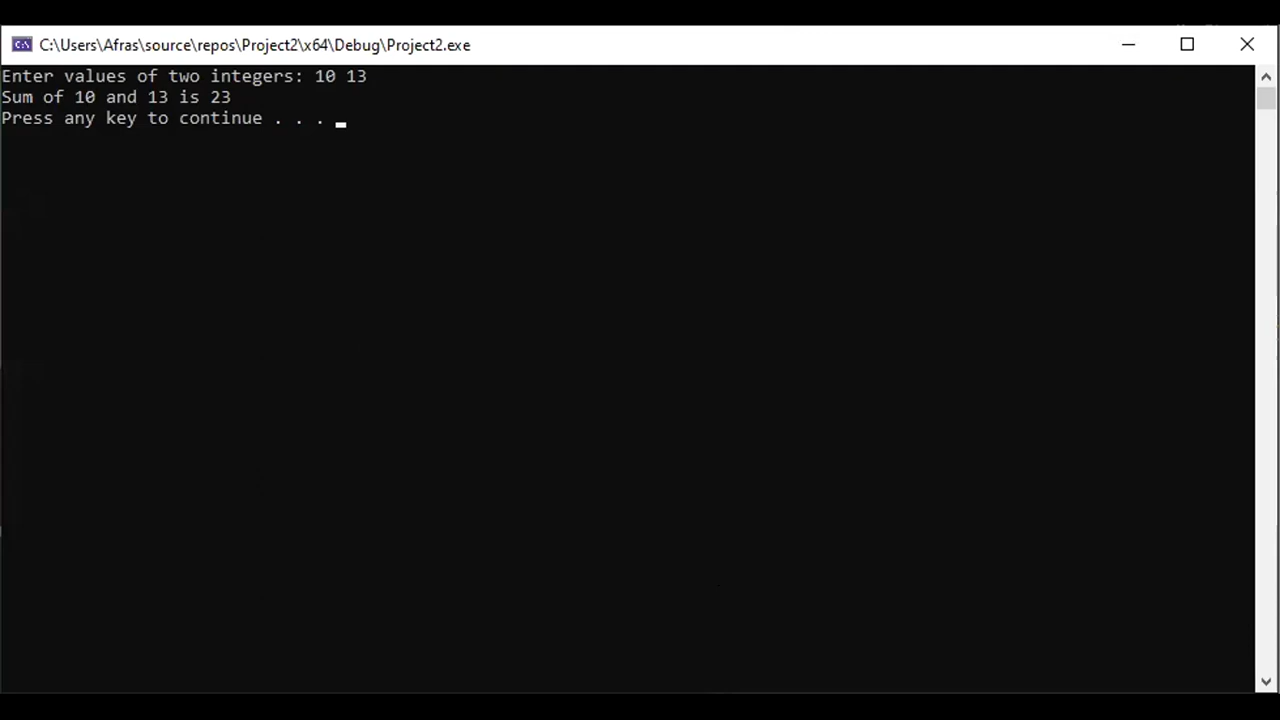 C:\Users\Afras\source\repos\Project2\x64\Debug\Project2.exe
Enter values of two integers: 10 13
Sum of 10 and 13 is 23
Press any key to continue . . .